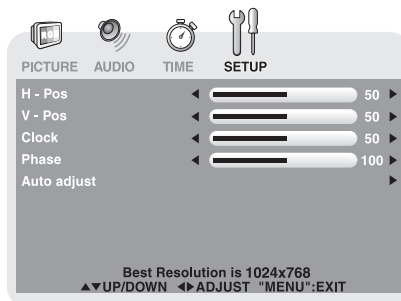 RGB
PICTURE AUDIO TIME SETUP
H - Pos 50
V - Pos 50
Clock 50
Phase 100
Auto adjust
Best Resolution is 1024x768
▲▼UP/DOWN ◀▶ADJUST "MENU":EXIT